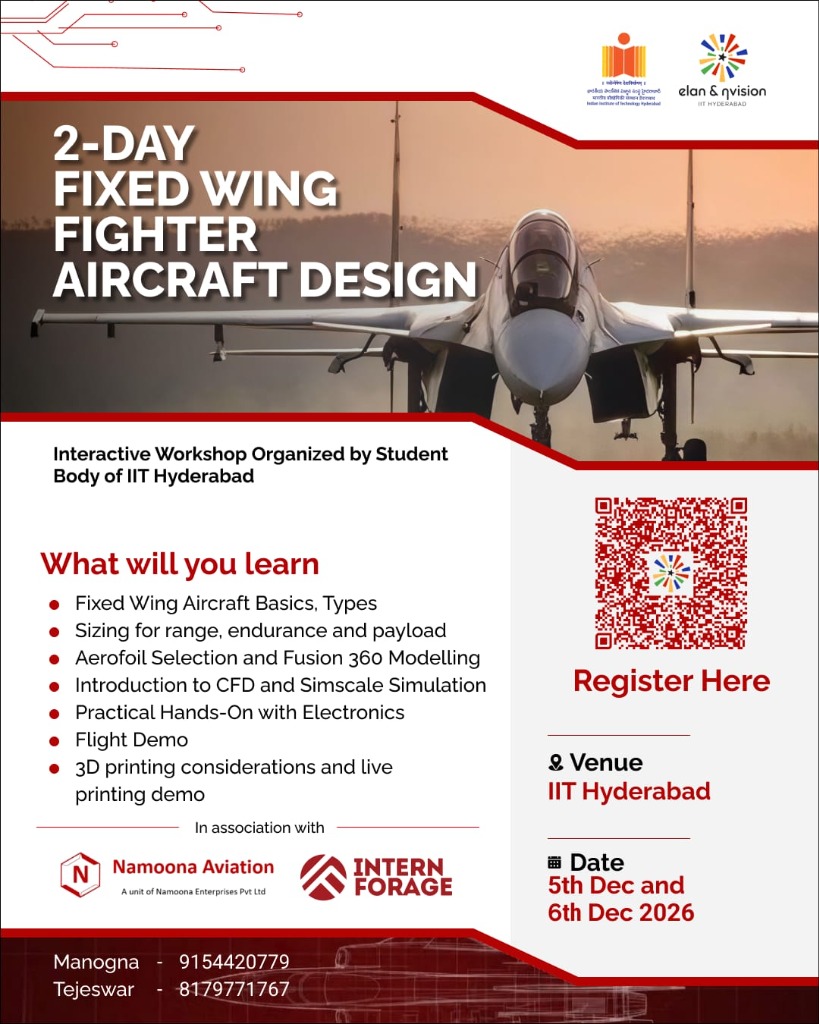 elan & ηvision
IIT HYDERABAD
Indian Institute of Technology Hyderabad
2-DAY
FIXED WING
FIGHTER
AIRCRAFT DESIGN
Interactive Workshop Organized by Student
Body of IIT Hyderabad
What will you learn
Fixed Wing Aircraft Basics, Types
Sizing for range, endurance and payload
Aerofoil Selection and Fusion 360 Modelling
Introduction to CFD and Simscale Simulation
Practical Hands-On with Electronics
Flight Demo
3D printing considerations and live
printing demo
In association with
N
Namoona Aviation
A unit of Namoona Enterprises Pvt Ltd
INTERN
FORAGE
Register Here
Venue
IIT Hyderabad
Date
5th Dec and
6th Dec 2026
Manogna - 9154420779
Tejeswar - 8179771767